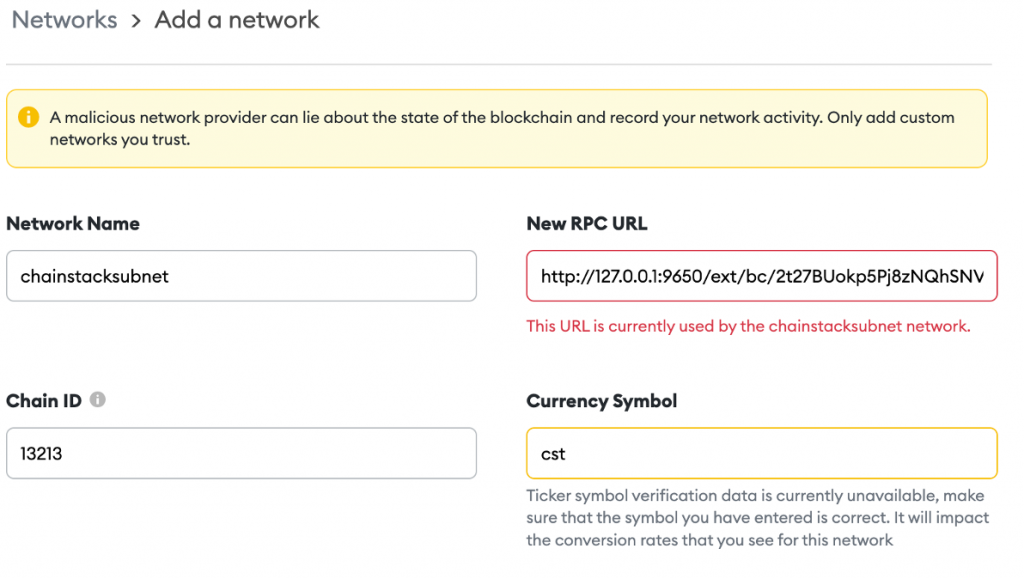 Networks > Add a network
A malicious network provider can lie about the state of the blockchain and record your network activity. Only add custom
networks you trust.
Network Name
New RPC URL
chainstacksubnet
http://127.0.0.1:9650/ext/bc/2t27BUokp5Pj8zNQhSNV
This URL is currently used by the chainstacksubnet network.
Chain ID
Currency Symbol
13213
cst
Ticker symbol verification data is currently unavailable, make
sure that the symbol you have entered is correct. It will impact
the conversion rates that you see for this network